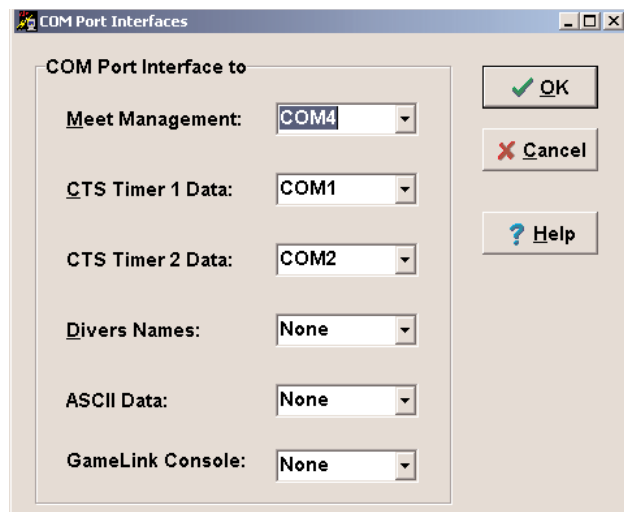 COM Port Interfaces
COM Port Interface to
Meet Management: COM4
CTS Timer 1 Data: COM1
CTS Timer 2 Data: COM2
Divers Names: None
ASCII Data: None
GameLink Console: None
OK
Cancel
Help